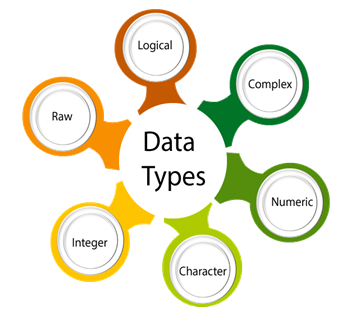 Data
Types
Logical
Complex
Numeric
Character
Integer
Raw